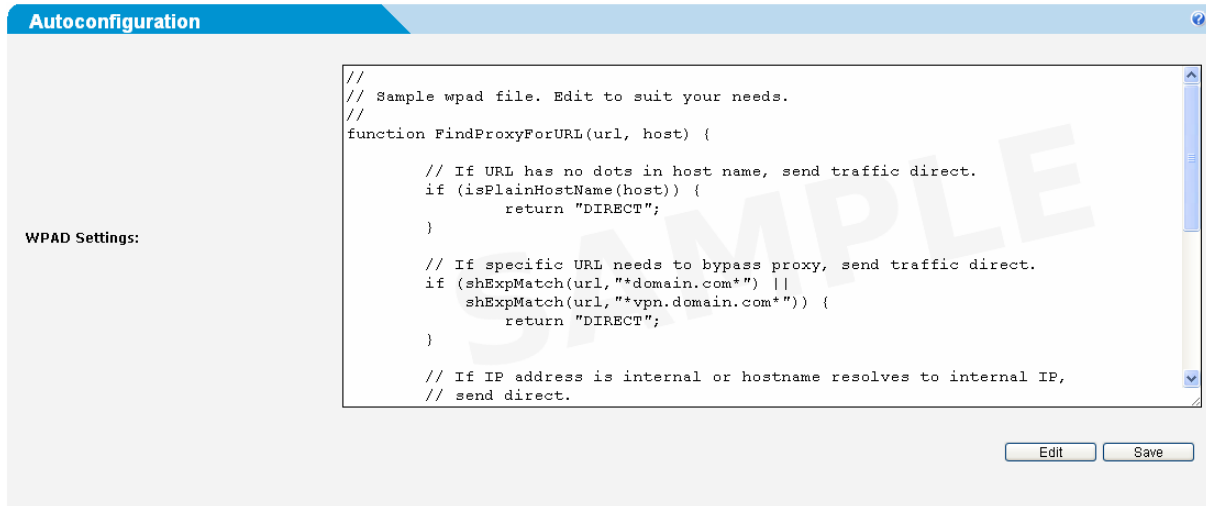 Autoconfiguration
WPAD Settings:
//
// Sample wpad file. Edit to suit your needs.
//
function FindProxyForURL(url, host) {
        // If URL has no dots in host name, send traffic direct.
        if (isPlainHostName(host)) {
                return "DIRECT";
        }
        // If specific URL needs to bypass proxy, send traffic direct.
        if (shExpMatch(url,"*domain.com*") ||
            shExpMatch(url,"*vpn.domain.com*")) {
                return "DIRECT";
        }
        // If IP address is internal or hostname resolves to internal IP,
        // send direct.
SAMPLE
Edit
Save